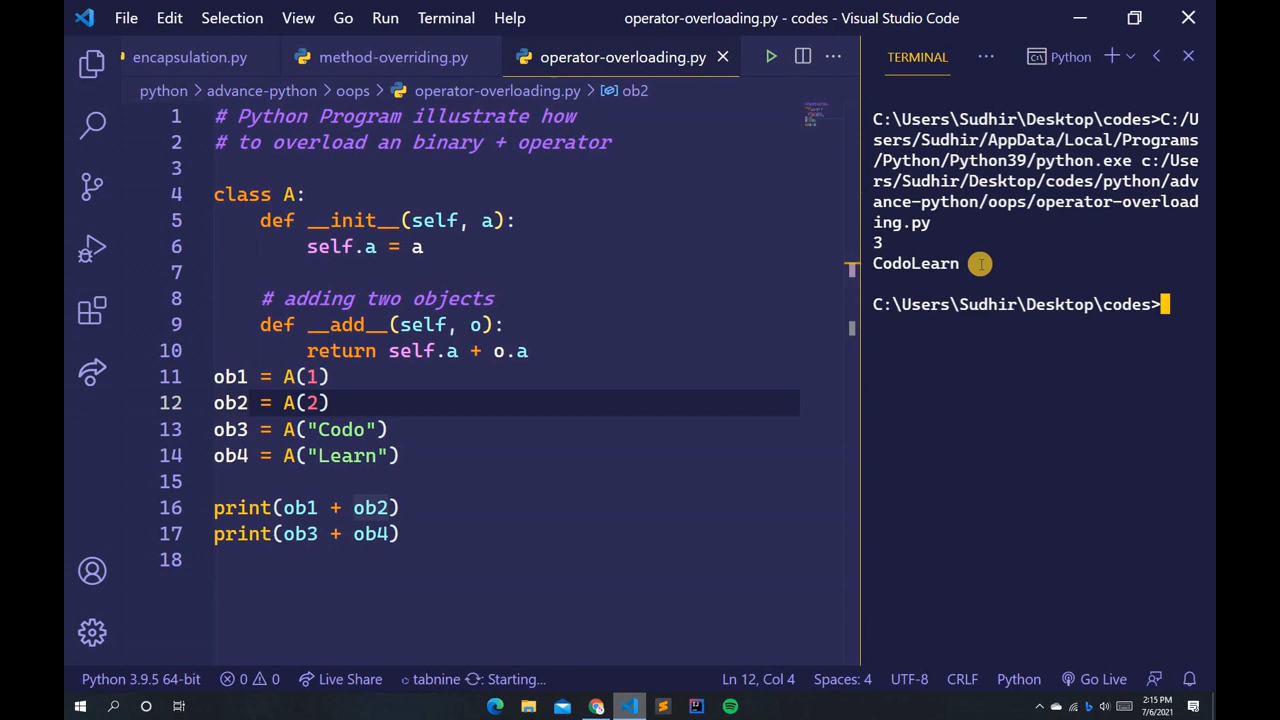 File Edit Selection View Go Run Terminal Help operator-overloading.py - codes - Visual Studio Code
encapsulation.py method-overriding.py operator-overloading.py
python > advance-python > oops > operator-overloading.py > ob2
1 # Python Program illustrate how
2 # to overload an binary + operator
3
4 class A:
5 def __init__(self, a):
6 self.a = a
7
8 # adding two objects
9 def __add__(self, o):
10 return self.a + o.a
11 ob1 = A(1)
12 ob2 = A(2)
13 ob3 = A("Codo")
14 ob4 = A("Learn")
15
16 print(ob1 + ob2)
17 print(ob3 + ob4)
18
TERMINAL ··· Python
C:\Users\Sudhir\Desktop\codes>C:/U
sers/Sudhir/AppData/Local/Programs
/Python/Python39/python.exe c:/Use
rs/Sudhir/Desktop/codes/python/adv
ance-python/oops/operator-overload
ing.py
3
CodoLearn
C:\Users\Sudhir\Desktop\codes>
Python 3.9.5 64-bit 0 0 Live Share tabnine Starting... Ln 12, Col 4 Spaces: 4 UTF-8 CRLF Python Go Live
2:15 PM
7/6/2021